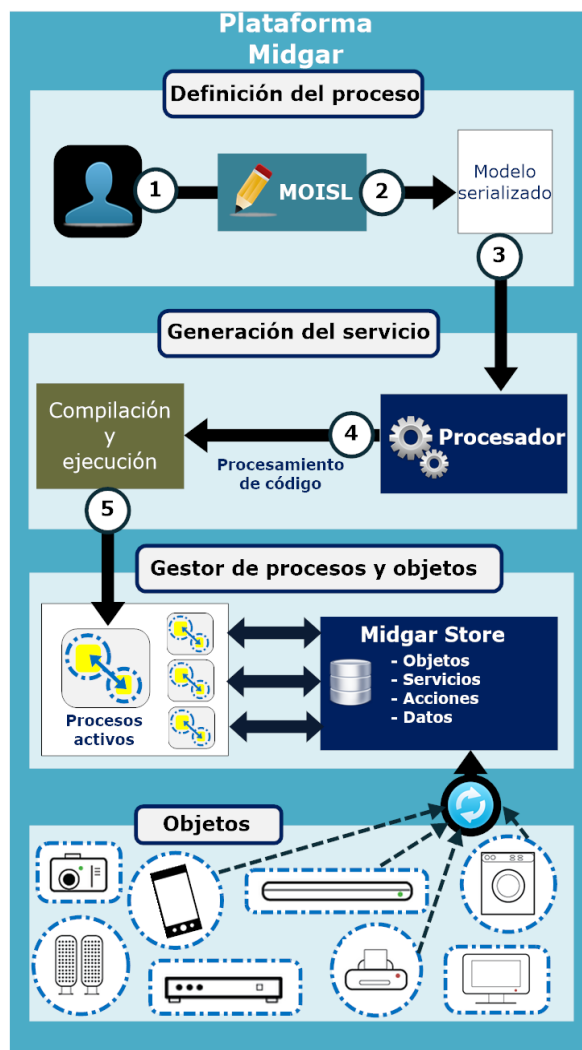 Plataforma
Midgar
Definición del proceso
1
MOISL
2
Modelo
serializado
3
Generación del servicio
Compilación
y
ejecución
4
Procesador
Procesamiento
de código
5
Gestor de procesos y objetos
Procesos
activos
Midgar Store
- Objetos
- Servicios
- Acciones
- Datos
Objetos